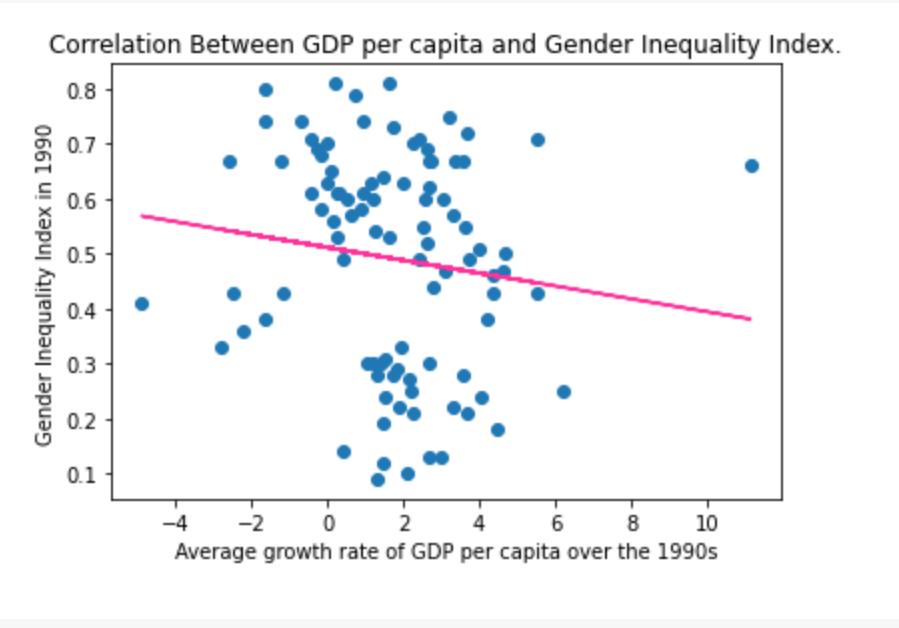 Correlation Between GDP per capita and Gender Inequality Index.
Gender Inequality Index in 1990
0.8
0.7
0.6
0.5
0.4
0.3
0.2
0.1
−4 −2 0 2 4 6 8 10
Average growth rate of GDP per capita over the 1990s